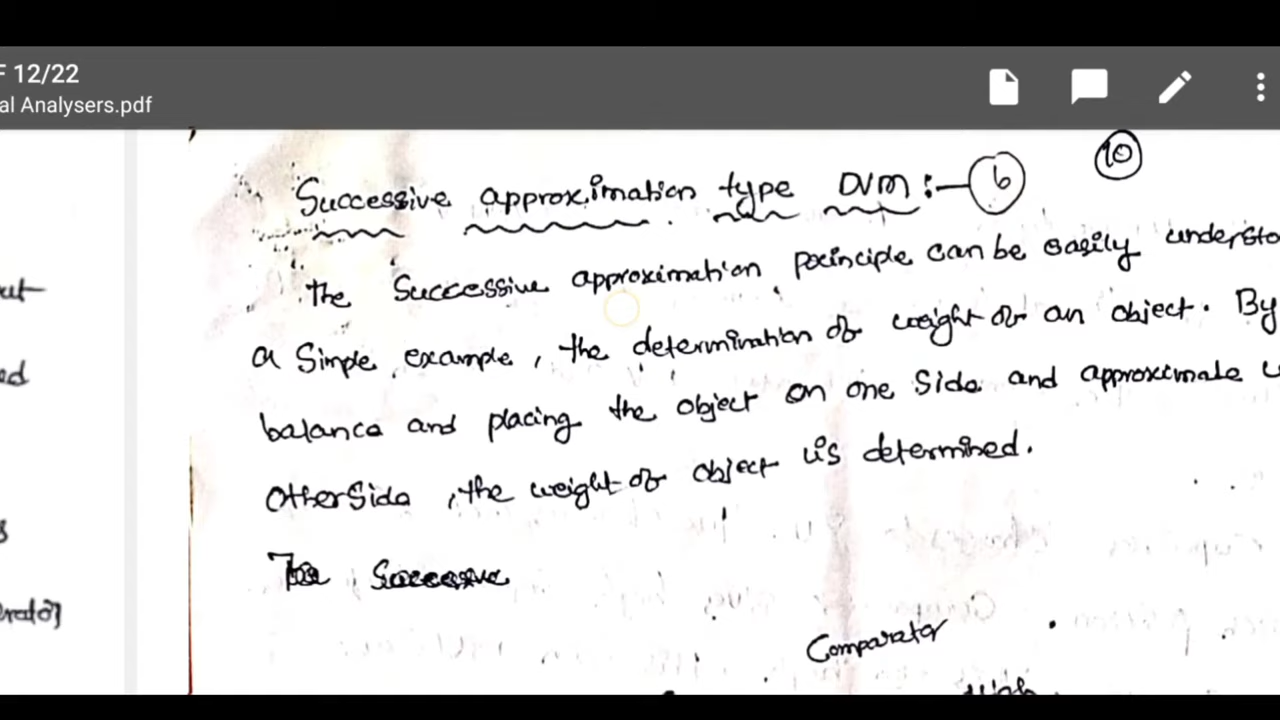 F 12/22
al Analysers.pdf
10
Successive approximation type DVM :- 6
The Successive approximation principle can be easily understo
a Simple example, the determination of weight of an object. By
balance and placing the object on one Side and approximate
Otherside, the weight of object is determined.
The Successive
Comparator